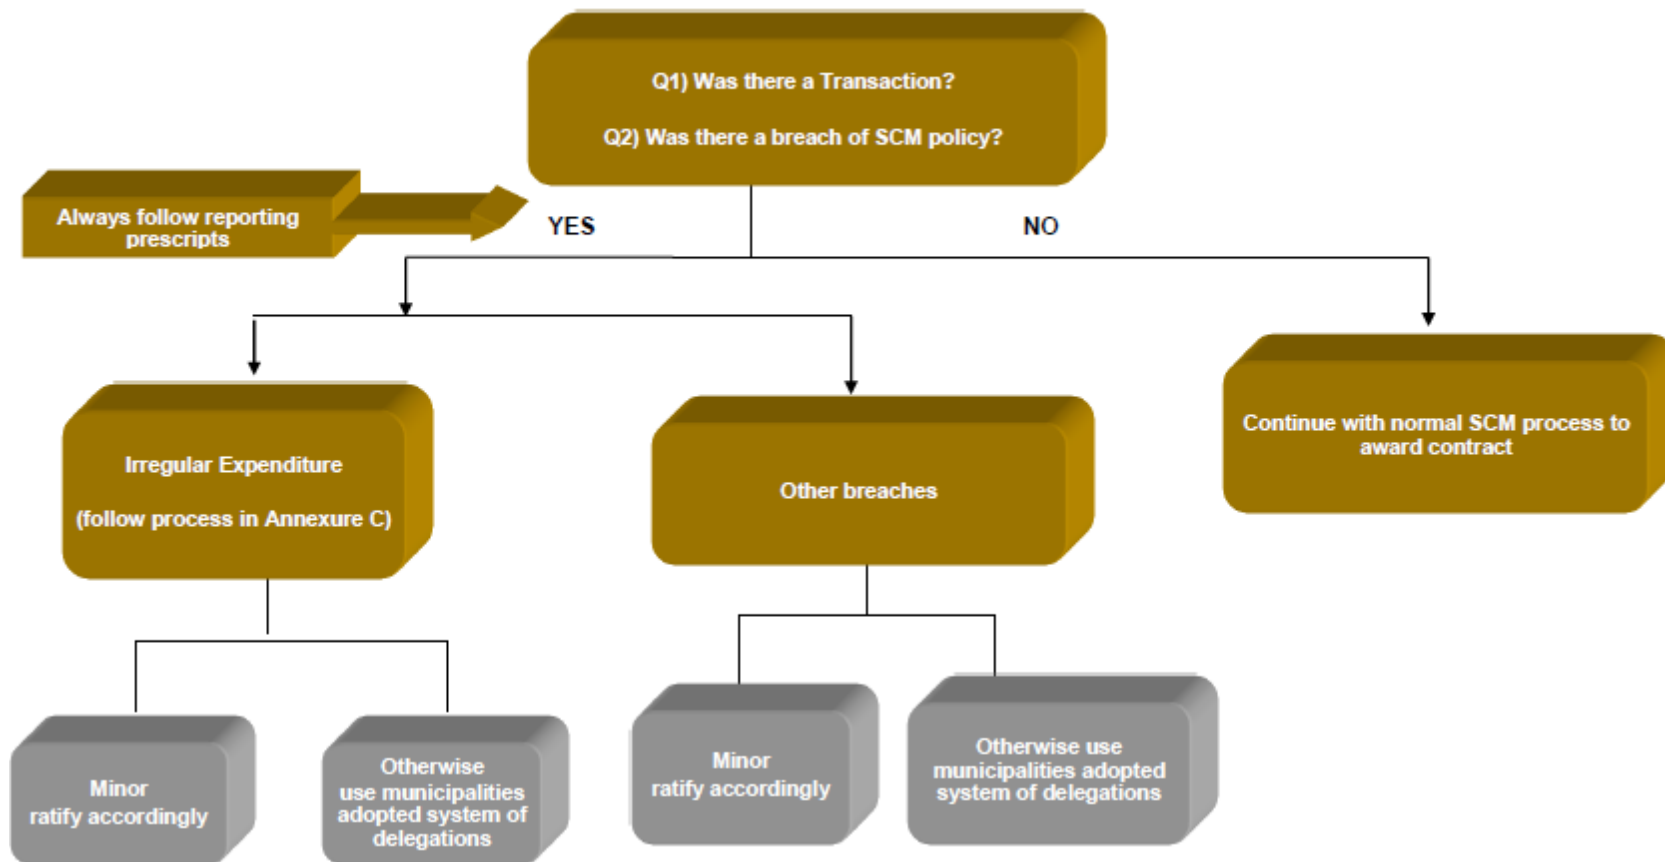 Q1) Was there a Transaction?
Q2) Was there a breach of SCM policy?
Always follow reporting
prescripts
YES
NO
Irregular Expenditure
(follow process in Annexure C)
Other breaches
Continue with normal SCM process to
award contract
Minor
ratify accordingly
Otherwise
use municipalities
adopted system of
delegations
Minor
ratify accordingly
Otherwise use
municipalities adopted
system of delegations